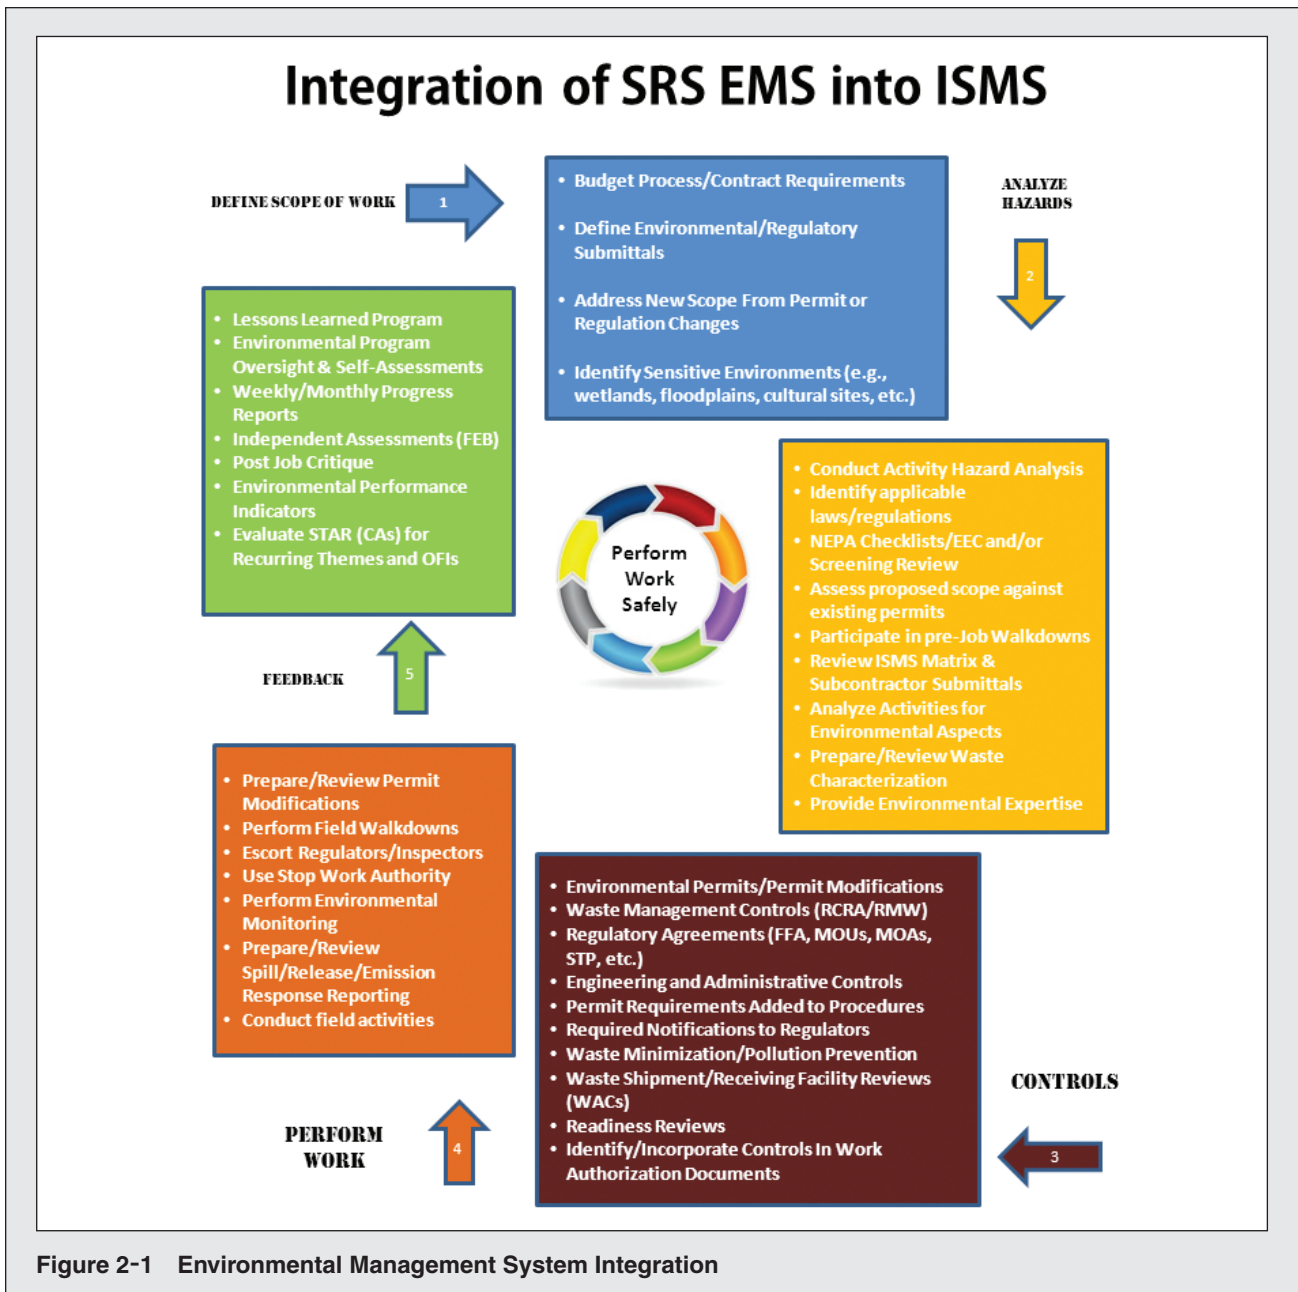 Integration of SRS EMS into ISMS
DEFINE SCOPE OF WORK
1
• Budget Process/Contract Requirements
• Define Environmental/Regulatory
Submittals
• Address New Scope From Permit or
Regulation Changes
• Identify Sensitive Environments (e.g.,
wetlands, floodplains, cultural sites, etc.)
ANALYZE
HAZARDS
2
• Conduct Activity Hazard Analysis
• Identify applicable
laws/regulations
• NEPA Checklists/EEC and/or
Screening Review
• Assess proposed scope against
existing permits
• Participate in pre-Job Walkdowns
• Review ISMS Matrix &
Subcontractor Submittals
• Analyze Activities for
Environmental Aspects
• Prepare/Review Waste
Characterization
• Provide Environmental Expertise
CONTROLS
3
• Environmental Permits/Permit Modifications
• Waste Management Controls (RCRA/RMW)
• Regulatory Agreements (FFA, MOUs, MOAs,
STP, etc.)
• Engineering and Administrative Controls
• Permit Requirements Added to Procedures
• Required Notifications to Regulators
• Waste Minimization/Pollution Prevention
• Waste Shipment/Receiving Facility Reviews
(WACs)
• Readiness Reviews
• Identify/Incorporate Controls In Work
Authorization Documents
PERFORM
WORK
4
• Prepare/Review Permit
Modifications
• Perform Field Walkdowns
• Escort Regulators/Inspectors
• Use Stop Work Authority
• Perform Environmental
Monitoring
• Prepare/Review
Spill/Release/Emission
Response Reporting
• Conduct field activities
FEEDBACK
5
• Lessons Learned Program
• Environmental Program
Oversight & Self-Assessments
• Weekly/Monthly Progress
Reports
• Independent Assessments (FEB)
• Post Job Critique
• Environmental Performance
Indicators
• Evaluate STAR (CAs) for
Recurring Themes and OFIs
Perform
Work
Safely
Figure 2-1 Environmental Management System Integration